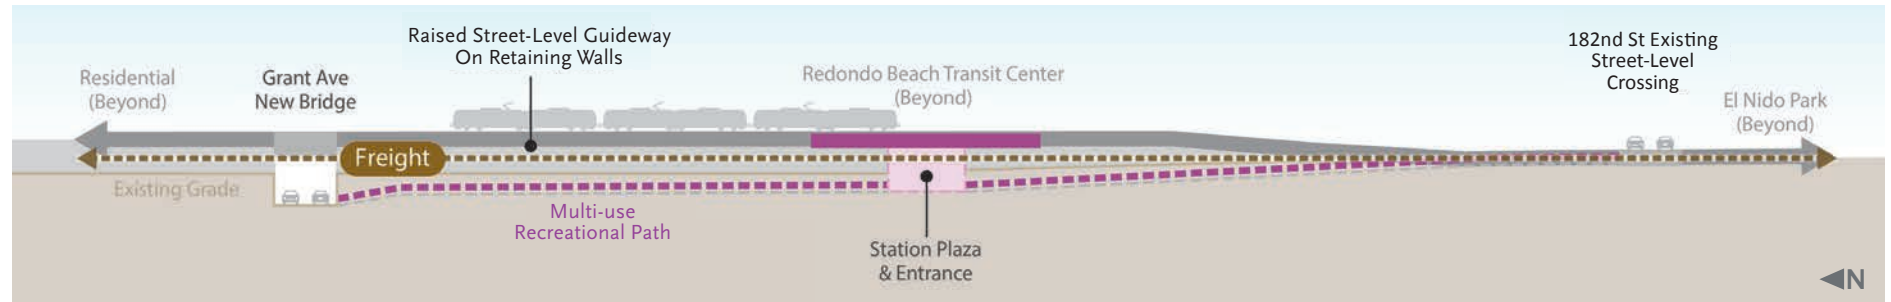 Residential
(Beyond)
Grant Ave
New Bridge
Raised Street-Level Guideway
On Retaining Walls
Redondo Beach Transit Center
(Beyond)
182nd St Existing
Street-Level
Crossing
El Nido Park
(Beyond)
Freight
Existing Grade
Multi-use
Recreational Path
Station Plaza
& Entrance
N